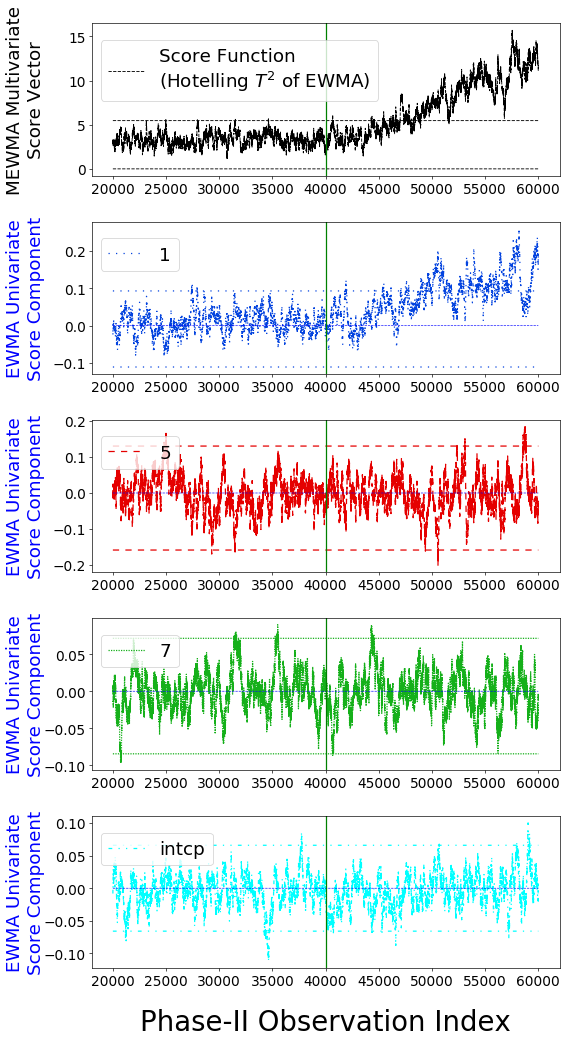 MEWMA Multivariate
Score Vector
Score Function
(Hotelling T² of EWMA)
15
10
5
0
20000 25000 30000 35000 40000 45000 50000 55000 60000
EWMA Univariate
Score Component
1
0.2
0.1
0.0
−0.1
20000 25000 30000 35000 40000 45000 50000 55000 60000
EWMA Univariate
Score Component
5
0.2
0.1
0.0
−0.1
−0.2
20000 25000 30000 35000 40000 45000 50000 55000 60000
EWMA Univariate
Score Component
7
0.05
0.00
−0.05
−0.10
20000 25000 30000 35000 40000 45000 50000 55000 60000
EWMA Univariate
Score Component
intcp
0.10
0.05
0.00
−0.05
−0.10
20000 25000 30000 35000 40000 45000 50000 55000 60000
Phase-II Observation Index